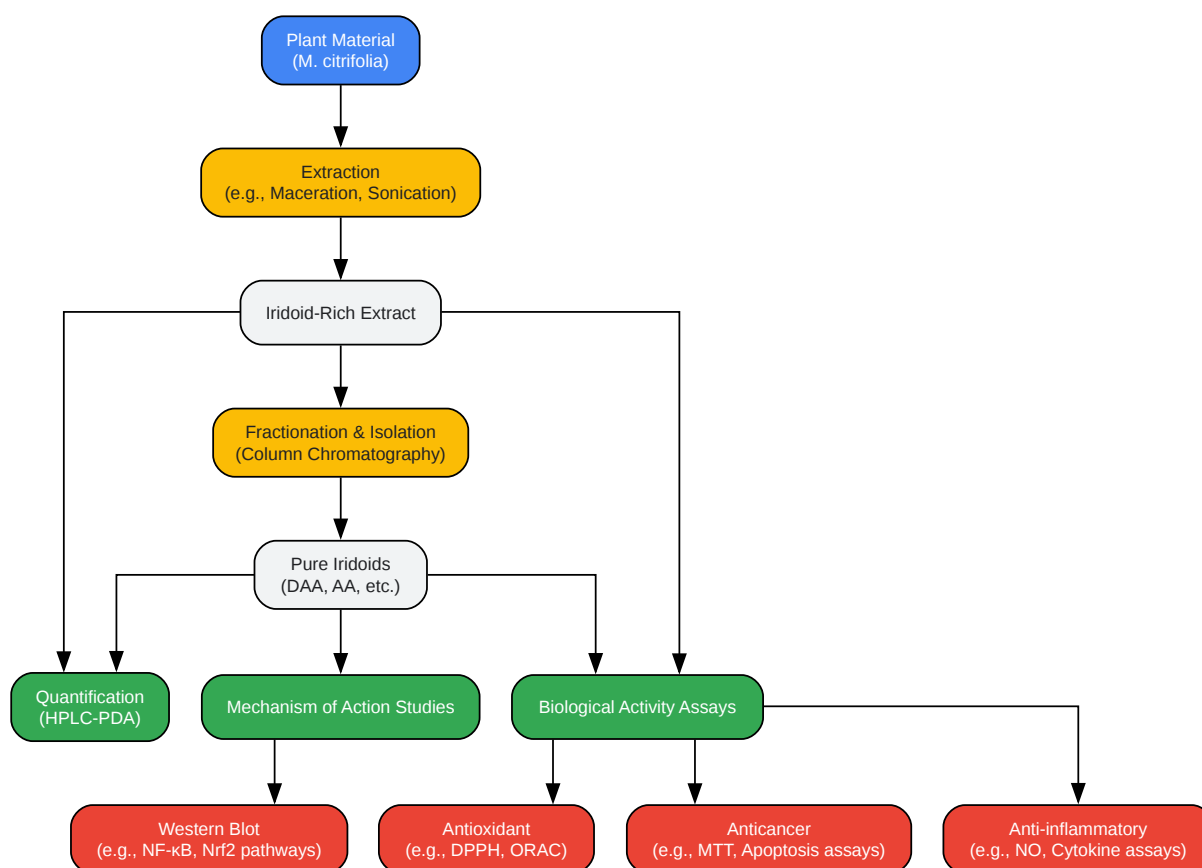 Plant Material
(M. citrifolia)
Extraction
(e.g., Maceration, Sonication)
Iridoid-Rich Extract
Fractionation & Isolation
(Column Chromatography)
Pure Iridoids
(DAA, AA, etc.)
Quantification
(HPLC-PDA)
Mechanism of Action Studies
Biological Activity Assays
Western Blot
(e.g., NF-κB, Nrf2 pathways)
Antioxidant
(e.g., DPPH, ORAC)
Anticancer
(e.g., MTT, Apoptosis assays)
Anti-inflammatory
(e.g., NO, Cytokine assays)